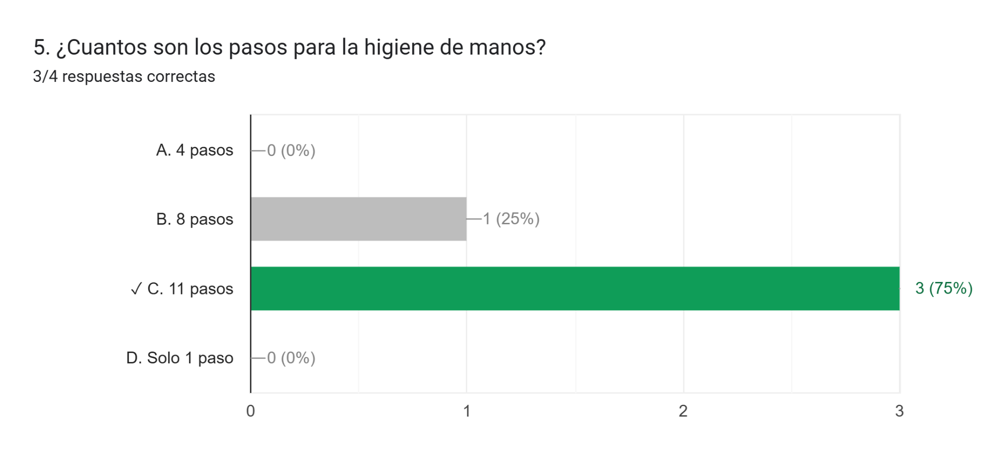 5. ¿Cuantos son los pasos para la higiene de manos?
3/4 respuestas correctas
A. 4 pasos
0 (0%)
B. 8 pasos
1 (25%)
✓ C. 11 pasos
3 (75%)
D. Solo 1 paso
0 (0%)
0 1 2 3